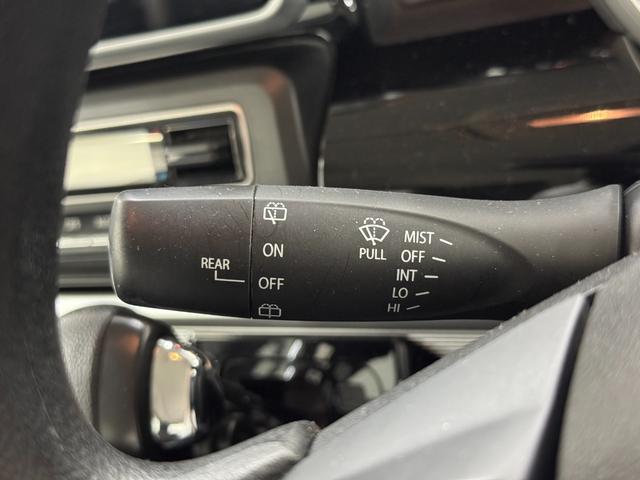 REAR
ON
OFF
PULL
MIST
OFF
INT
LO
HI